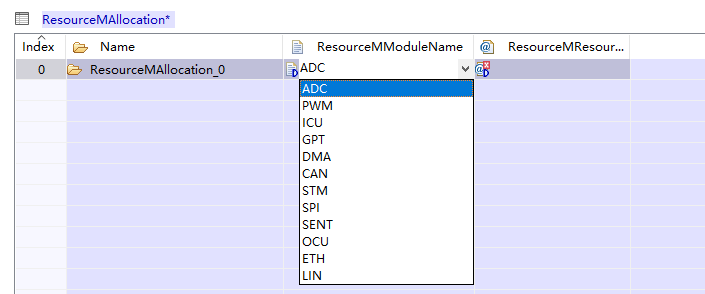 ResourceMAllocation*
Index Name ResourceMModuleName ResourceMResour...
0 ResourceMAllocation_0 ADC
ADC
PWM
ICU
GPT
DMA
CAN
STM
SPI
SENT
OCU
ETH
LIN